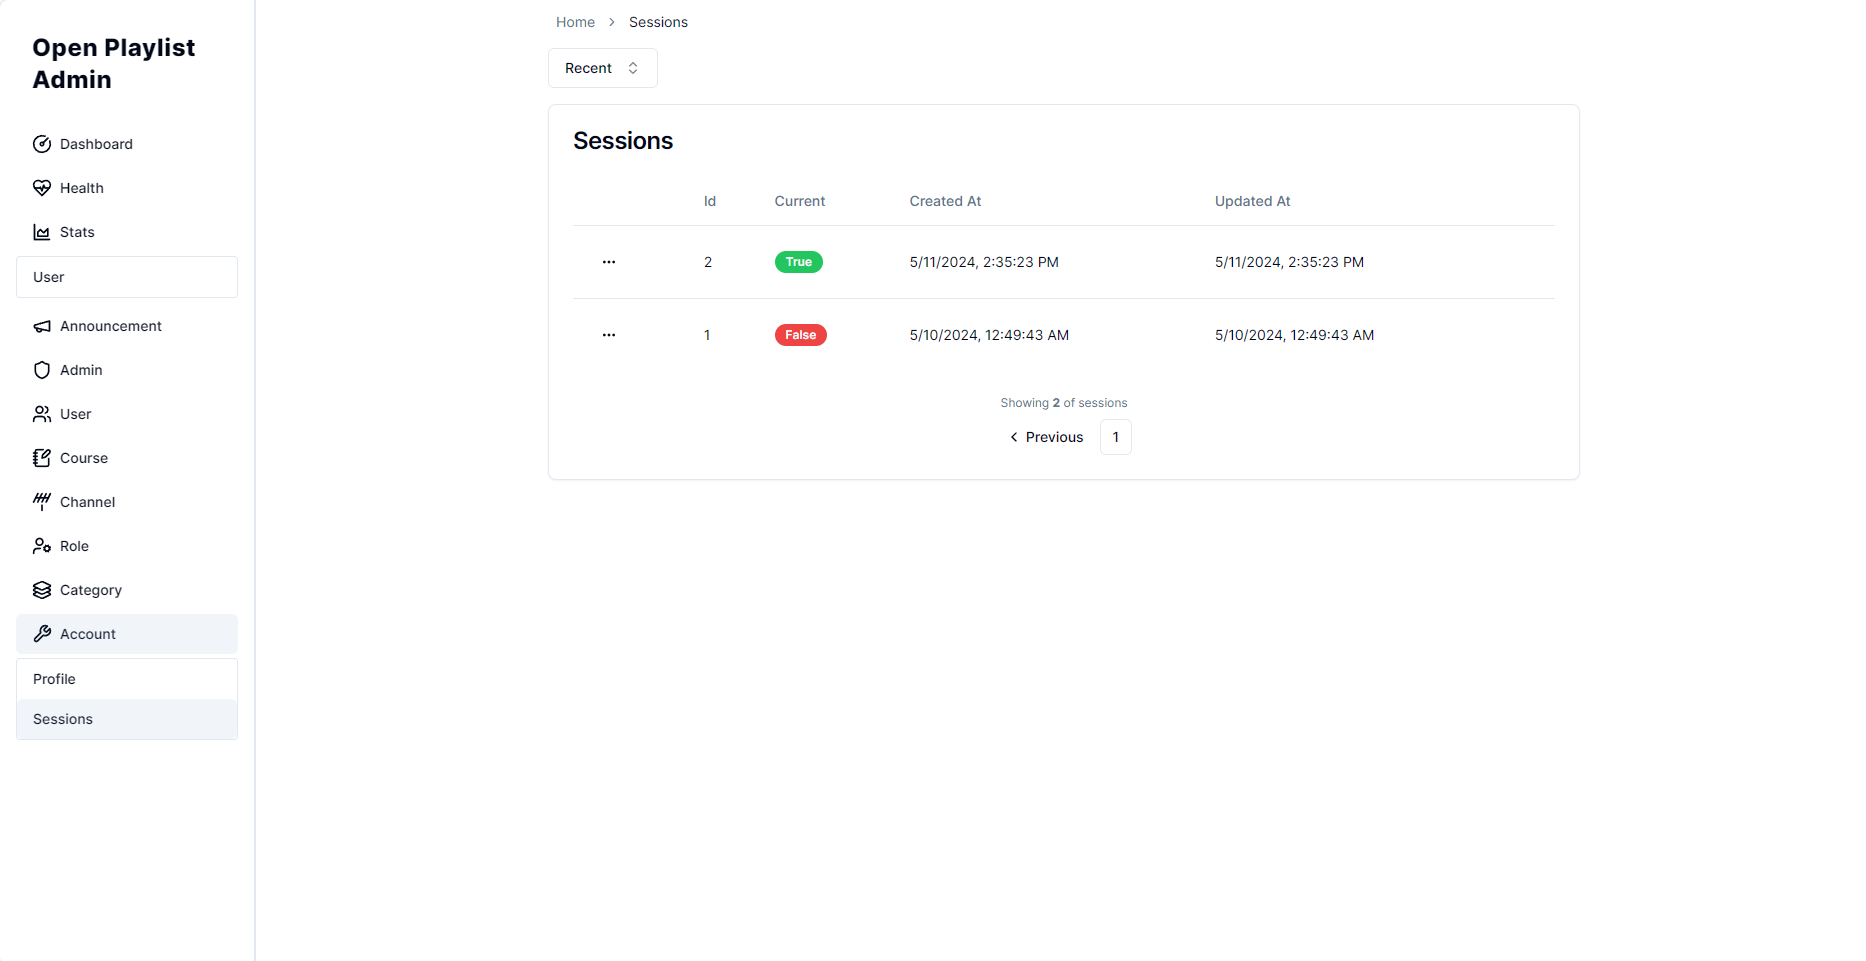 Open Playlist
Admin
Dashboard
Health
Stats
User
Announcement
Admin
User
Course
Channel
Role
Category
Account
Profile
Sessions
Home > Sessions
Recent
Sessions
Id Current Created At Updated At
2 True 5/11/2024, 2:35:23 PM 5/11/2024, 2:35:23 PM
1 False 5/10/2024, 12:49:43 AM 5/10/2024, 12:49:43 AM
Showing 2 of sessions
Previous 1